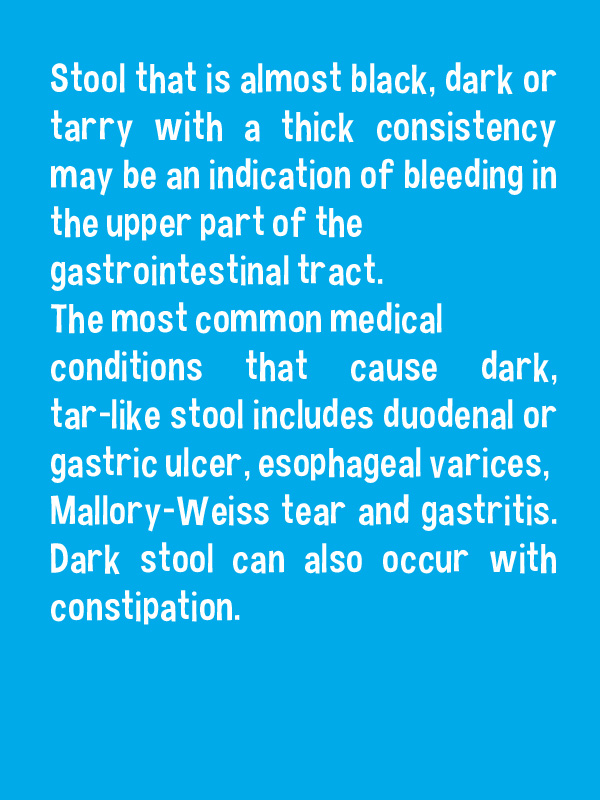 Stool that is almost black, dark or
tarry with a thick consistency
may be an indication of bleeding in
the upper part of the
gastrointestinal tract.
The most common medical
conditions that cause dark,
tar-like stool includes duodenal or
gastric ulcer, esophageal varices,
Mallory-Weiss tear and gastritis.
Dark stool can also occur with
constipation.